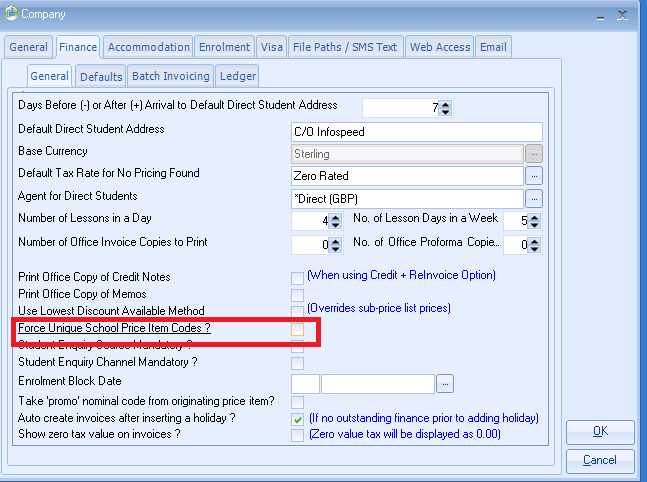 Company
General Finance Accommodation Enrolment Visa File Paths / SMS Text Web Access Email
General Defaults Batch Invoicing Ledger
Days Before (-) or After (+) Arrival to Default Direct Student Address 7
Default Direct Student Address C/O Infospeed
Base Currency Sterling ...
Default Tax Rate for No Pricing Found Zero Rated ...
Agent for Direct Students *Direct (GBP) ...
Number of Lessons in a Day 4 No. of Lesson Days in a Week 5
Number of Office Invoice Copies to Print 0 No. of Office Proforma Copie... 0
Print Office Copy of Credit Notes (When using Credit + ReInvoice Option)
Print Office Copy of Memos
Use Lowest Discount Available Method (Overrides sub-price list prices)
Force Unique School Price Item Codes ?
Student Enquiry Source Mandatory ?
Student Enquiry Channel Mandatory ?
Enrolment Block Date ...
Take 'promo' nominal code from originating price item?
Auto create invoices after inserting a holiday ? (If no outstanding finance prior to adding holiday)
Show zero tax value on invoices ? (Zero value tax will be displayed as 0.00)
OK
Cancel